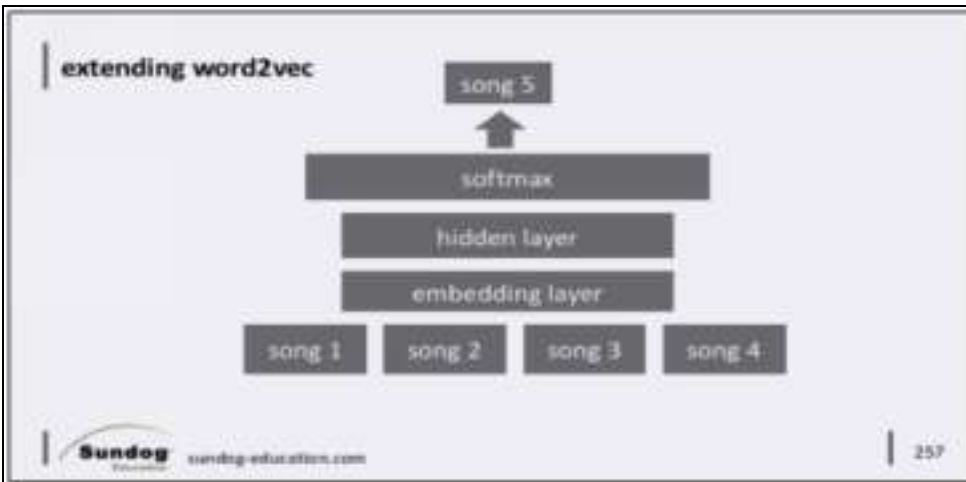 extending word2vec
song 5
softmax
hidden layer
embedding layer
song 1 song 2 song 3 song 4
Sundog
Education
sundog-education.com
257